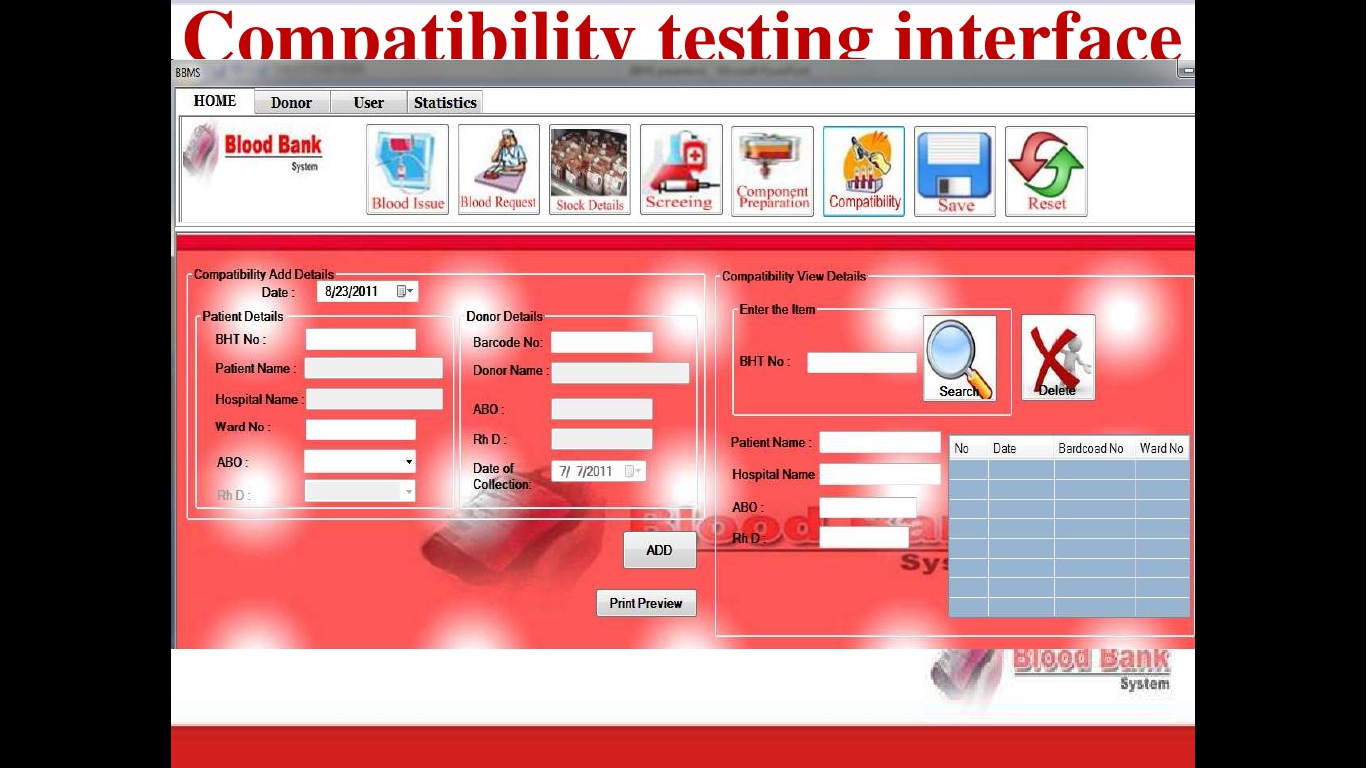 Compatibility testing interface
BBMS
HOME Donor User Statistics
Blood Bank
System
Blood Issue Blood Request Stock Details Screeing Component Preparation Compatibility Save Reset
Compatibility Add Details
Date : 8/23/2011
Patient Details
BHT No :
Patient Name :
Hospital Name :
Ward No :
ABO :
Rh D :
Donor Details
Barcode No:
Donor Name :
ABO :
Rh D :
Date of
Collection: 7/ 7/2011
ADD
Print Preview
Compatibility View Details
Enter the Item
BHT No :
Search
Delete
Patient Name :
Hospital Name
ABO :
Rh D :
No Date Bardcoad No Ward No
Blood Ba
Sys
Blood Bank
System